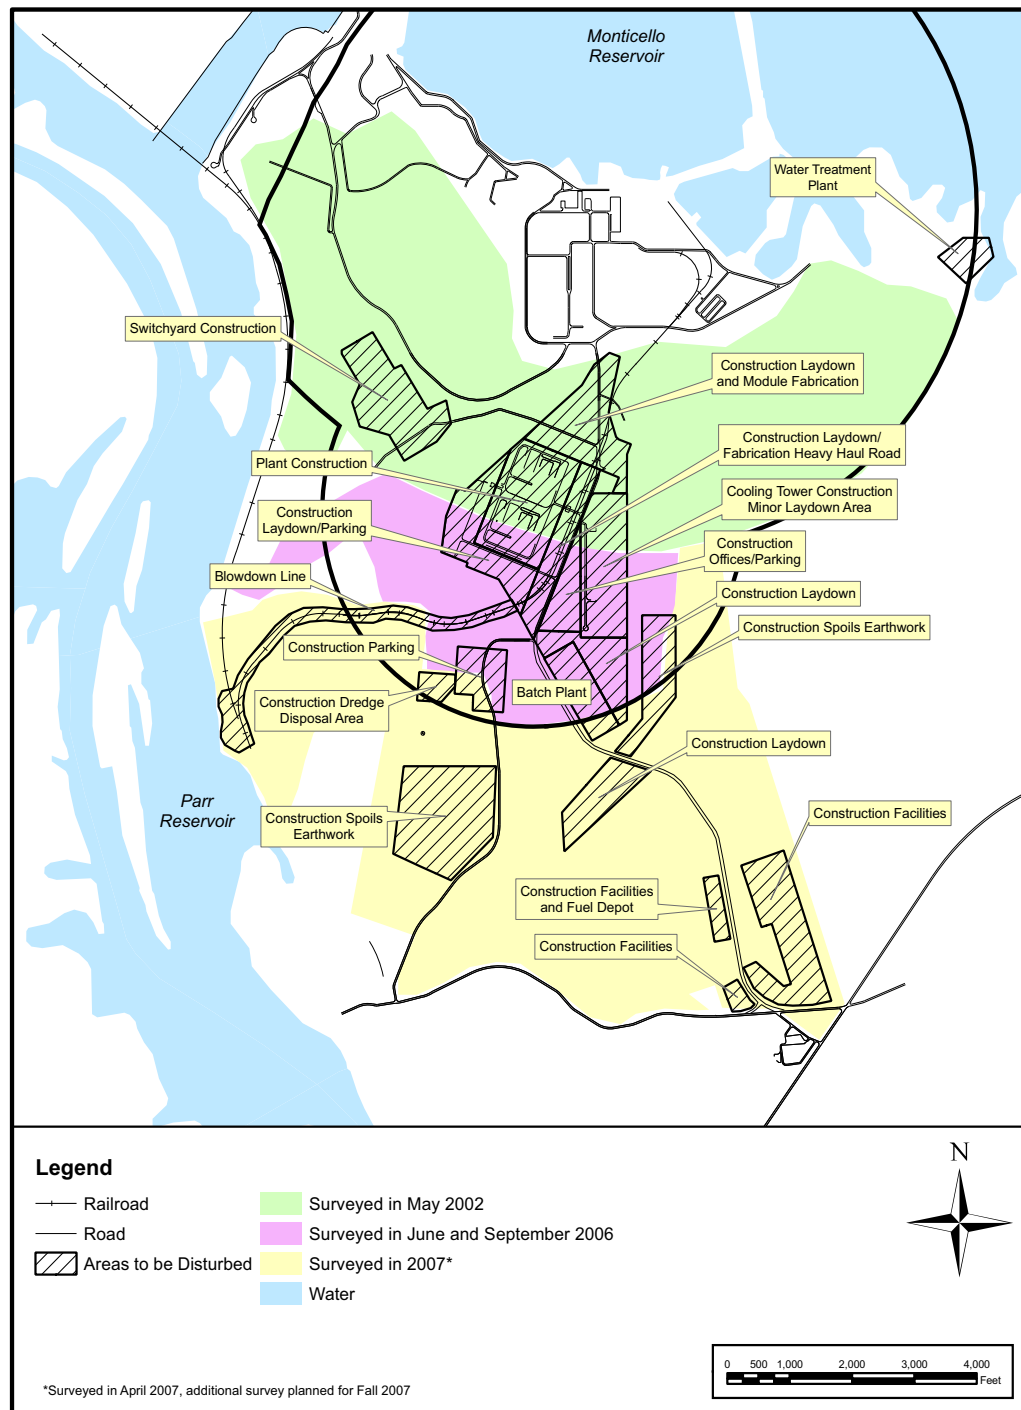 Monticello
Reservoir
Water Treatment
Plant
Switchyard Construction
Construction Laydown
and Module Fabrication
Construction Laydown/
Fabrication Heavy Haul Road
Plant Construction
Cooling Tower Construction
Minor Laydown Area
Construction
Laydown/Parking
Construction
Offices/Parking
Blowdown Line
Construction Laydown
Construction Spoils Earthwork
Construction Parking
Batch Plant
Construction Dredge
Disposal Area
Construction Laydown
Parr
Reservoir
Construction Spoils
Earthwork
Construction Facilities
Construction Facilities
and Fuel Depot
Construction Facilities
Legend
Railroad
Road
Areas to be Disturbed
Surveyed in May 2002
Surveyed in June and September 2006
Surveyed in 2007*
Water
N
0 500 1,000 2,000 3,000 4,000
Feet
*Surveyed in April 2007, additional survey planned for Fall 2007